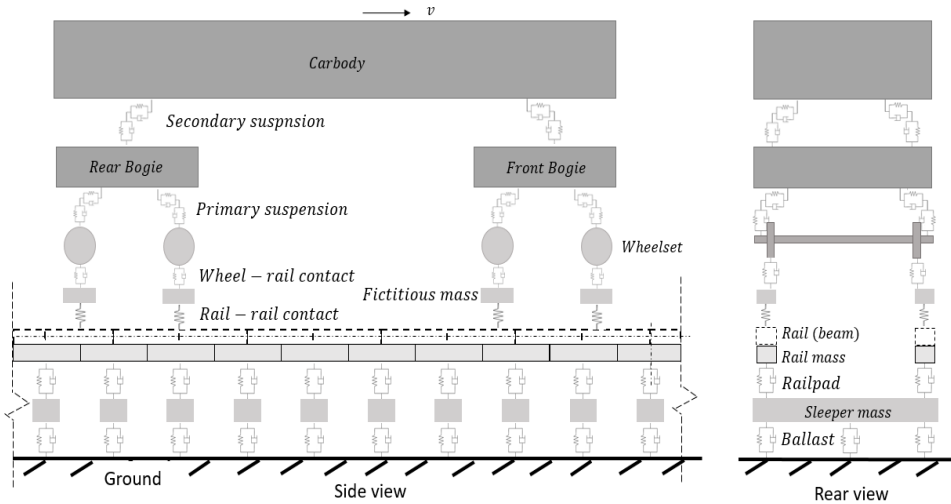 v
Carbody
Secondary suspnsion
Rear Bogie
Front Bogie
Primary suspension
Wheelset
Wheel − rail contact
Fictitious mass
Rail − rail contact
Rail (beam)
Rail mass
Railpad
Sleeper mass
Ballast
Ground
Side view
Rear view